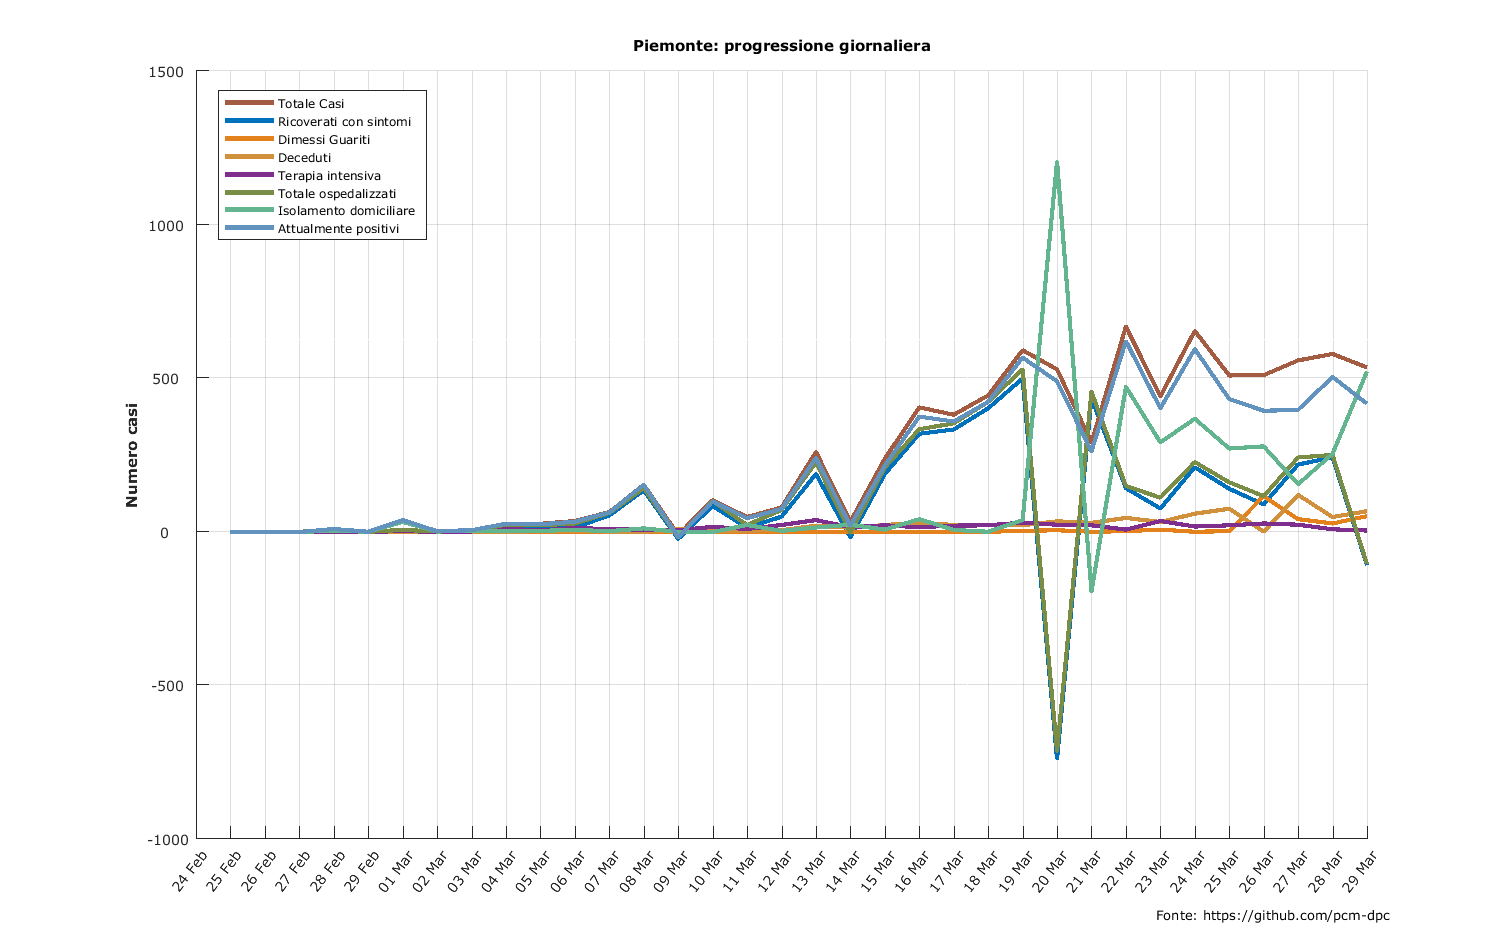 Piemonte: progressione giornaliera
1500
1000
500
0
-500
-1000
Numero casi
Totale Casi
Ricoverati con sintomi
Dimessi Guariti
Deceduti
Terapia intensiva
Totale ospedalizzati
Isolamento domiciliare
Attualmente positivi
24 Feb
25 Feb
26 Feb
27 Feb
28 Feb
29 Feb
01 Mar
02 Mar
03 Mar
04 Mar
05 Mar
06 Mar
07 Mar
08 Mar
09 Mar
10 Mar
11 Mar
12 Mar
13 Mar
14 Mar
15 Mar
16 Mar
17 Mar
18 Mar
19 Mar
20 Mar
21 Mar
22 Mar
23 Mar
24 Mar
25 Mar
26 Mar
27 Mar
28 Mar
29 Mar
Fonte: https://github.com/pcm-dpc